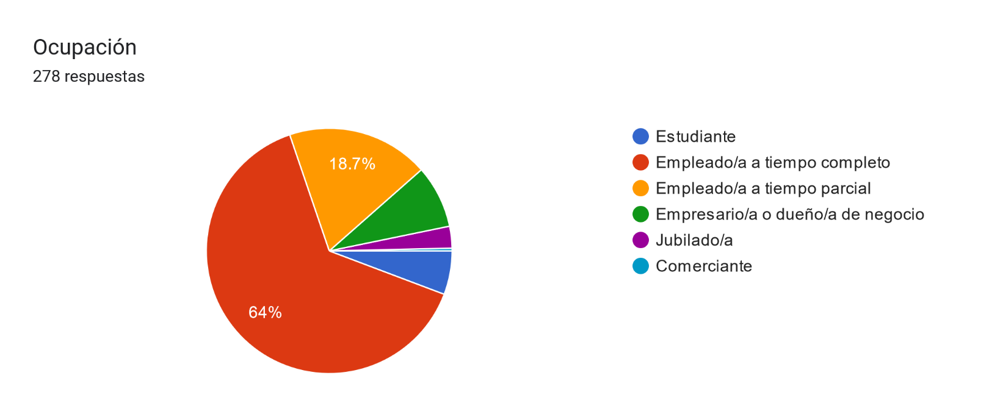 Ocupación
278 respuestas
18.7%
64%
Estudiante
Empleado/a a tiempo completo
Empleado/a a tiempo parcial
Empresario/a o dueño/a de negocio
Jubilado/a
Comerciante